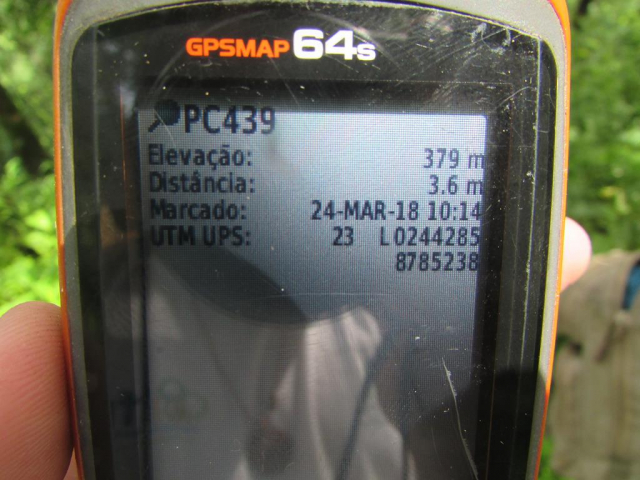 GPSMAP 64s
PC439
Elevação: 379 m
Distância: 3.6 m
Marcado: 24-MAR-18 10:14
UTM UPS: 23 L 0244285
8785238